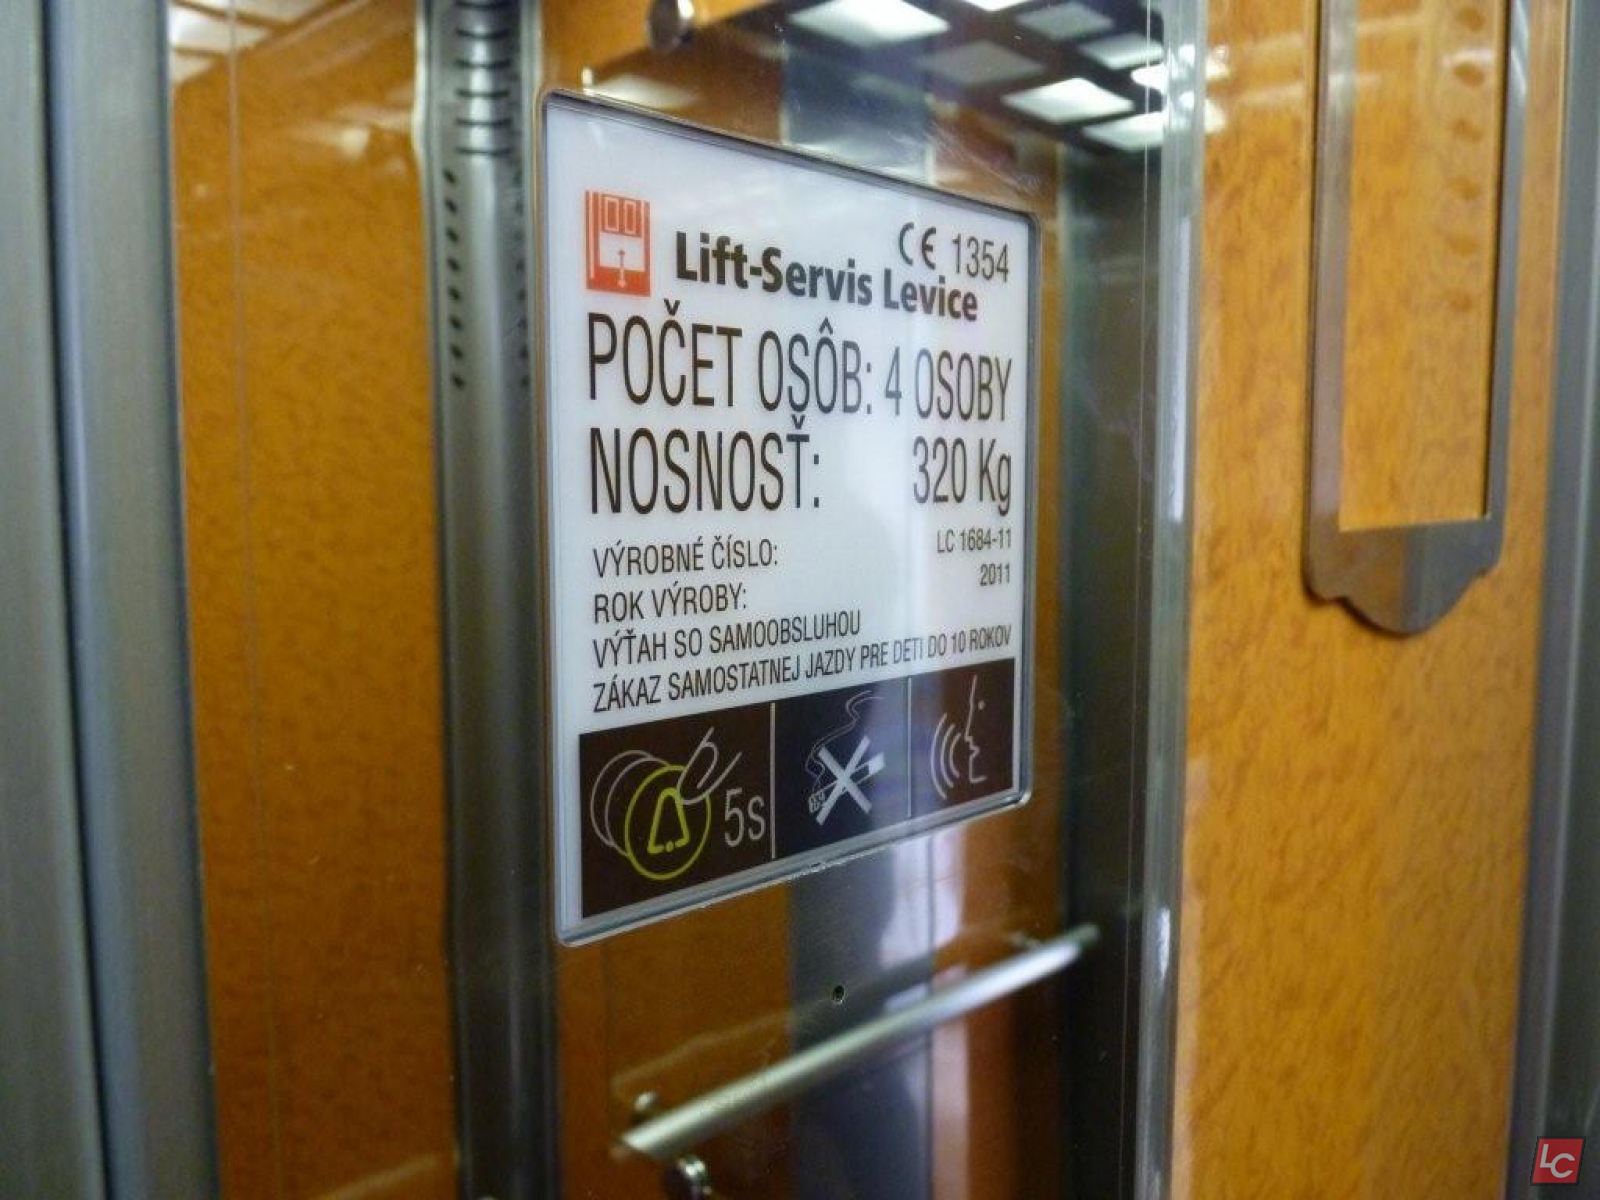 CE 1354
Lift-Servis Levice
POČET OSÔB: 4 OSOBY
NOSNOSŤ: 320 Kg
VÝROBNÉ ČÍSLO: LC 1684-11
ROK VÝROBY: 2011
VÝŤAH SO SAMOOBSLUHOU
ZÁKAZ SAMOSTATNEJ JAZDY PRE DETI DO 10 ROKOV
5s
LC